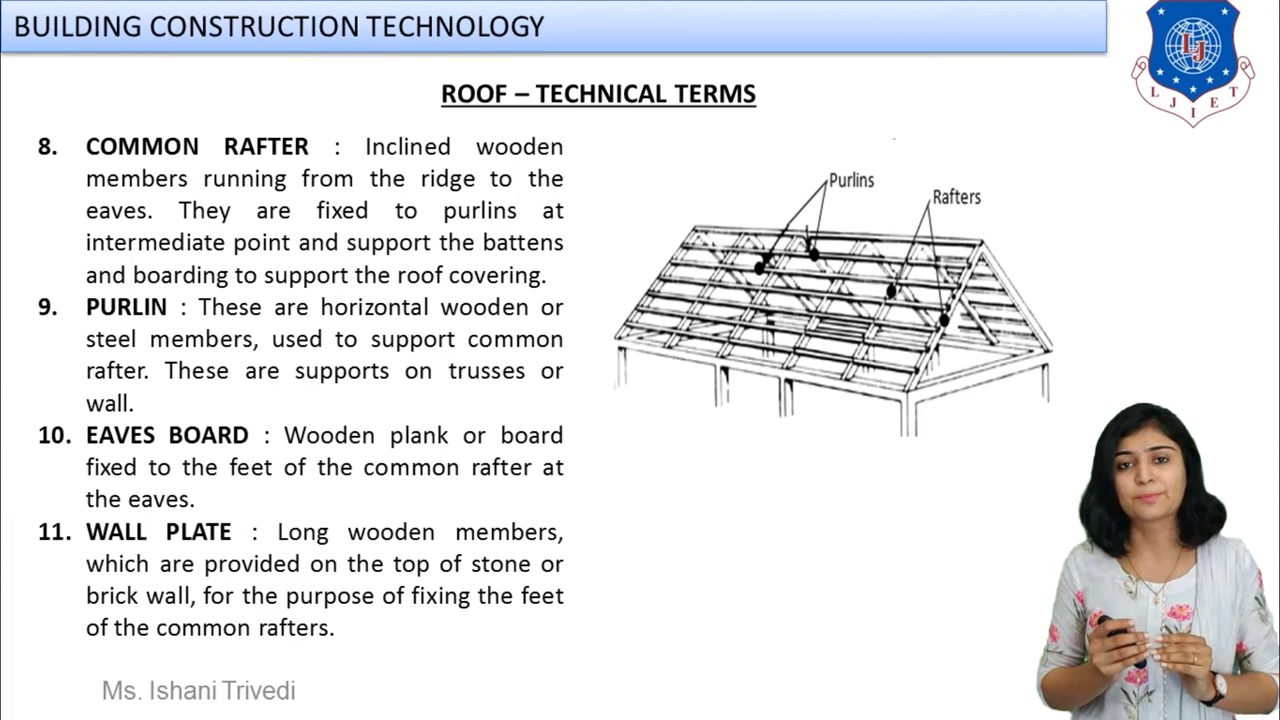 BUILDING CONSTRUCTION TECHNOLOGY
LJ
L J I E T
ROOF – TECHNICAL TERMS
8. COMMON RAFTER : Inclined wooden
members running from the ridge to the
eaves. They are fixed to purlins at
intermediate point and support the battens
and boarding to support the roof covering.
9. PURLIN : These are horizontal wooden or
steel members, used to support common
rafter. These are supports on trusses or
wall.
10. EAVES BOARD : Wooden plank or board
fixed to the feet of the common rafter at
the eaves.
11. WALL PLATE : Long wooden members,
which are provided on the top of stone or
brick wall, for the purpose of fixing the feet
of the common rafters.
Purlins
Rafters
Ms. Ishani Trivedi